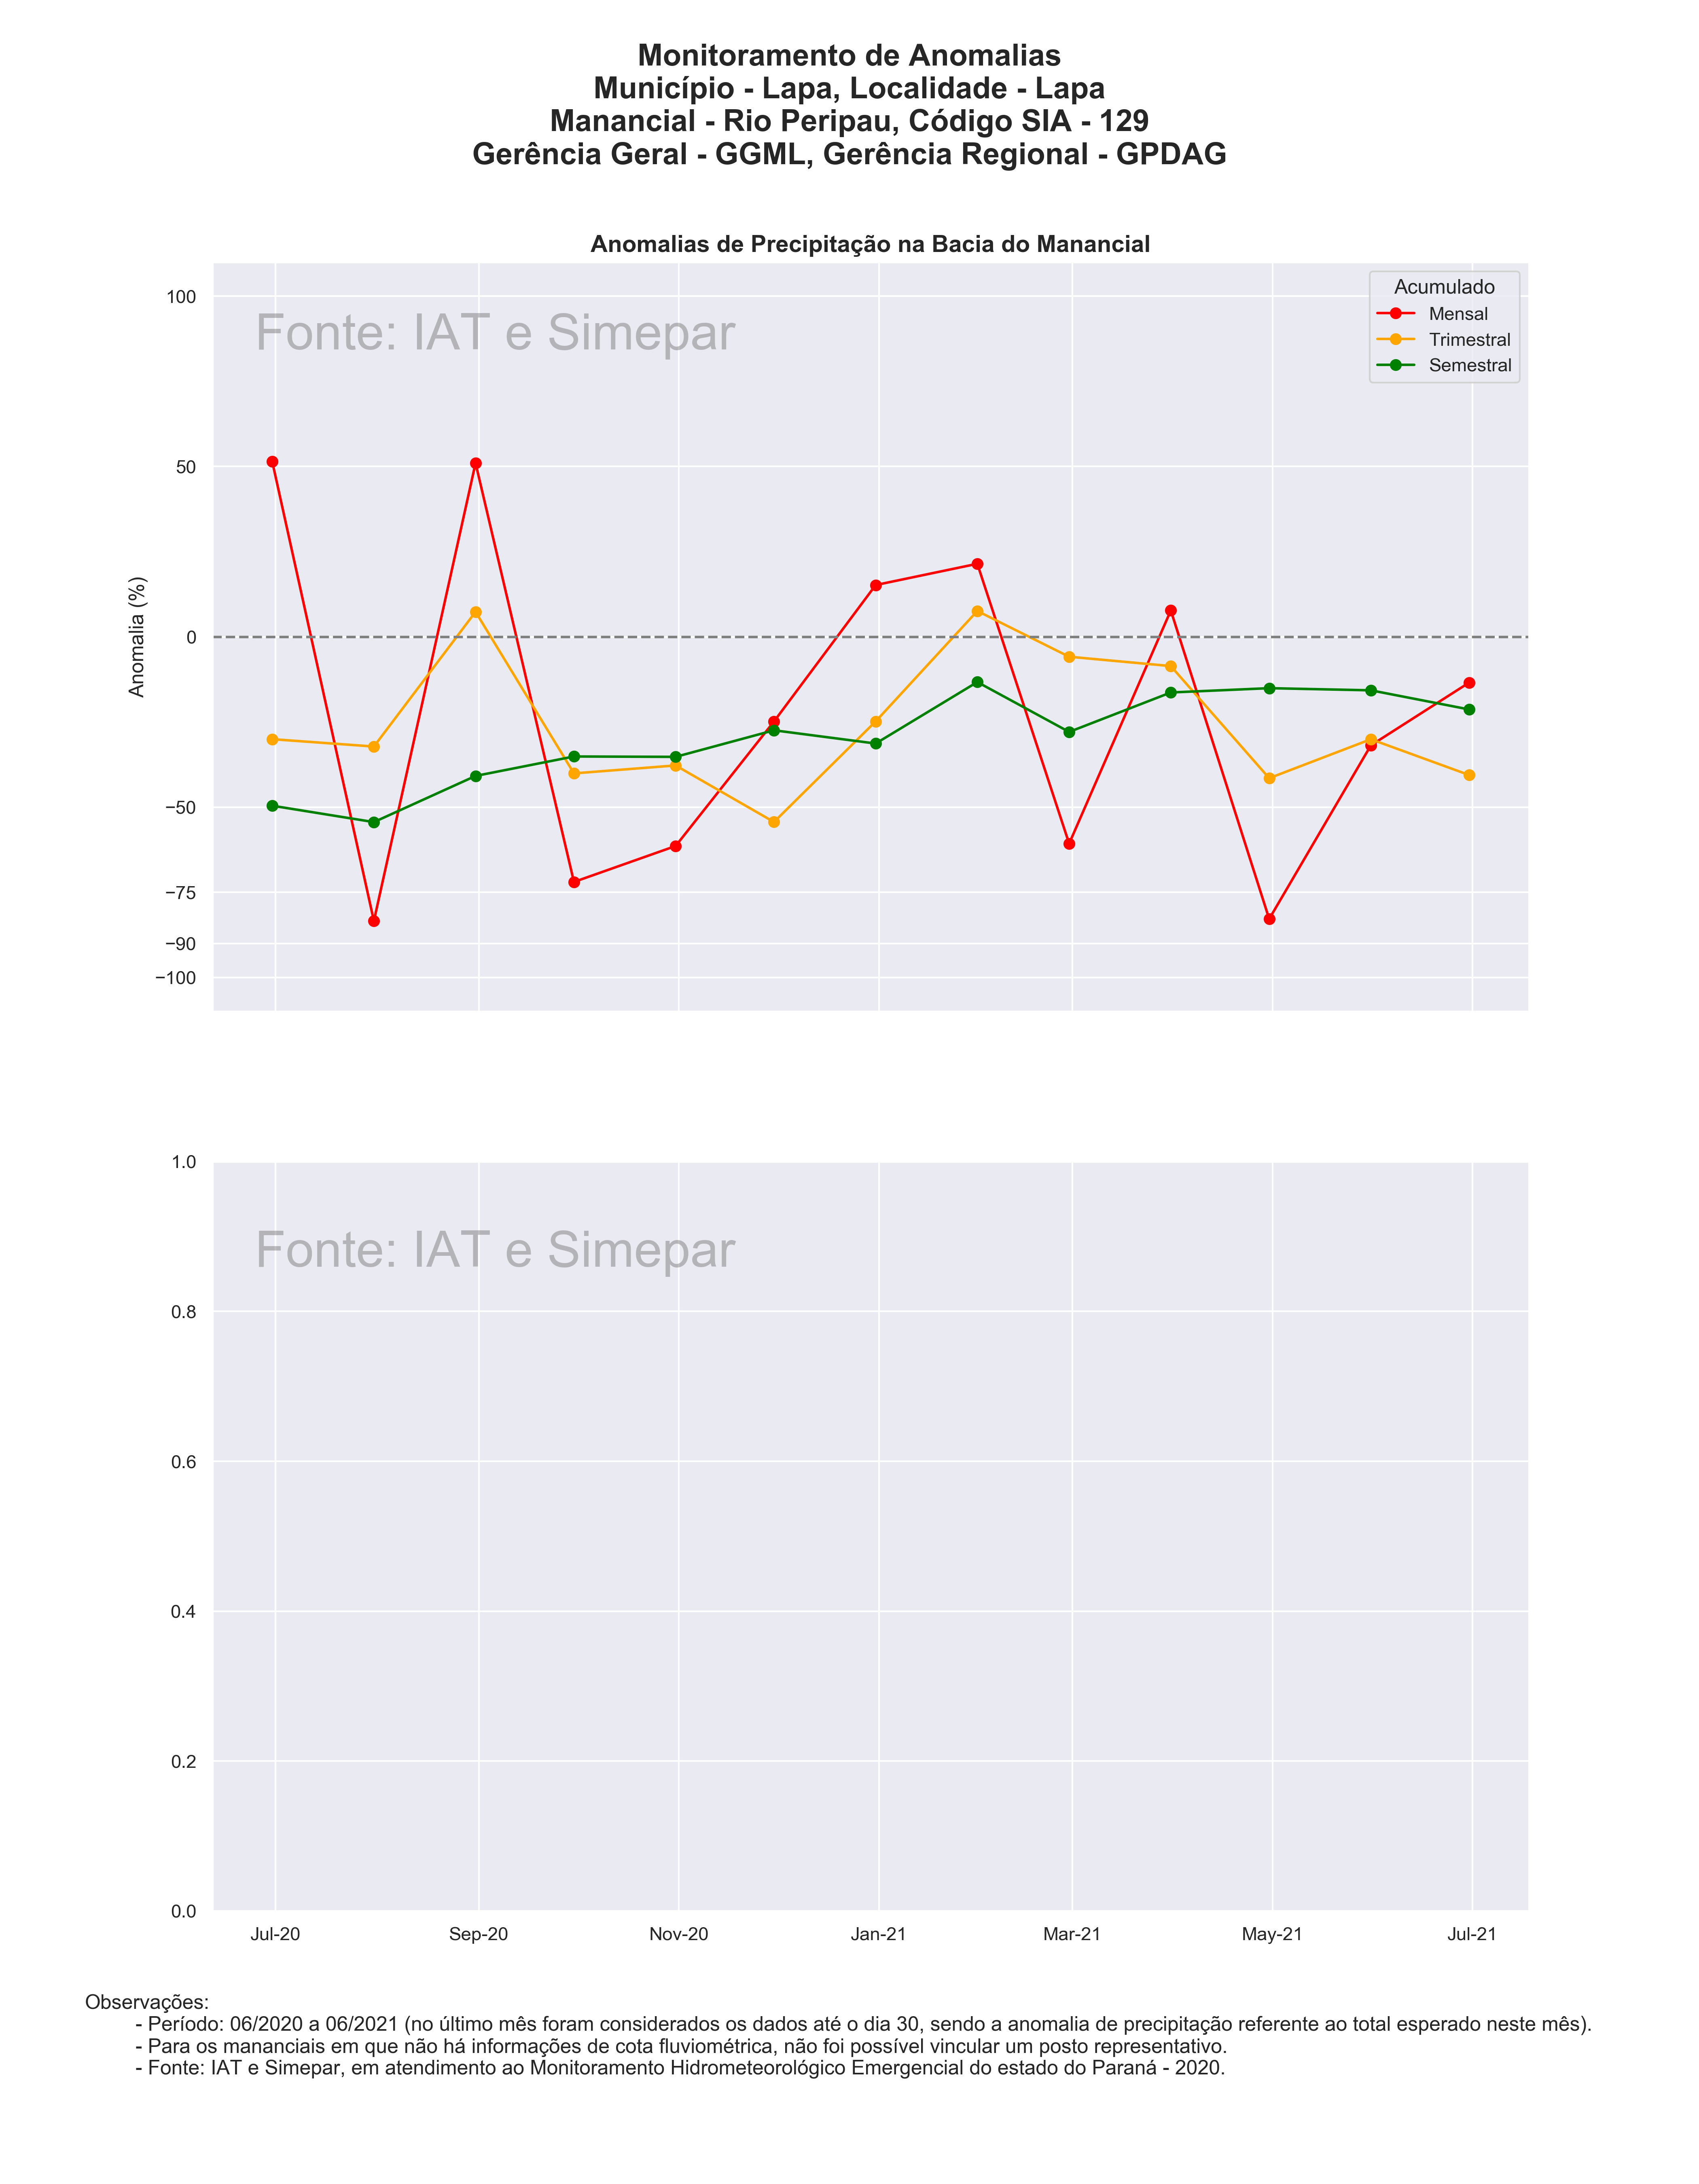 Monitoramento de Anomalias
Município - Lapa, Localidade - Lapa
Manancial - Rio Peripau, Código SIA - 129
Gerência Geral - GGML, Gerência Regional - GPDAG
Anomalias de Precipitação na Bacia do Manancial
Fonte: IAT e Simepar
Acumulado
Mensal
Trimestral
Semestral
Anomalia (%)
100
50
0
−50
−75
−90
−100
Fonte: IAT e Simepar
1.0
0.8
0.6
0.4
0.2
0.0
Jul-20 Sep-20 Nov-20 Jan-21 Mar-21 May-21 Jul-21
Observações:
- Período: 06/2020 a 06/2021 (no último mês foram considerados os dados até o dia 30, sendo a anomalia de precipitação referente ao total esperado neste mês).
- Para os mananciais em que não há informações de cota fluviométrica, não foi possível vincular um posto representativo.
- Fonte: IAT e Simepar, em atendimento ao Monitoramento Hidrometeorológico Emergencial do estado do Paraná - 2020.